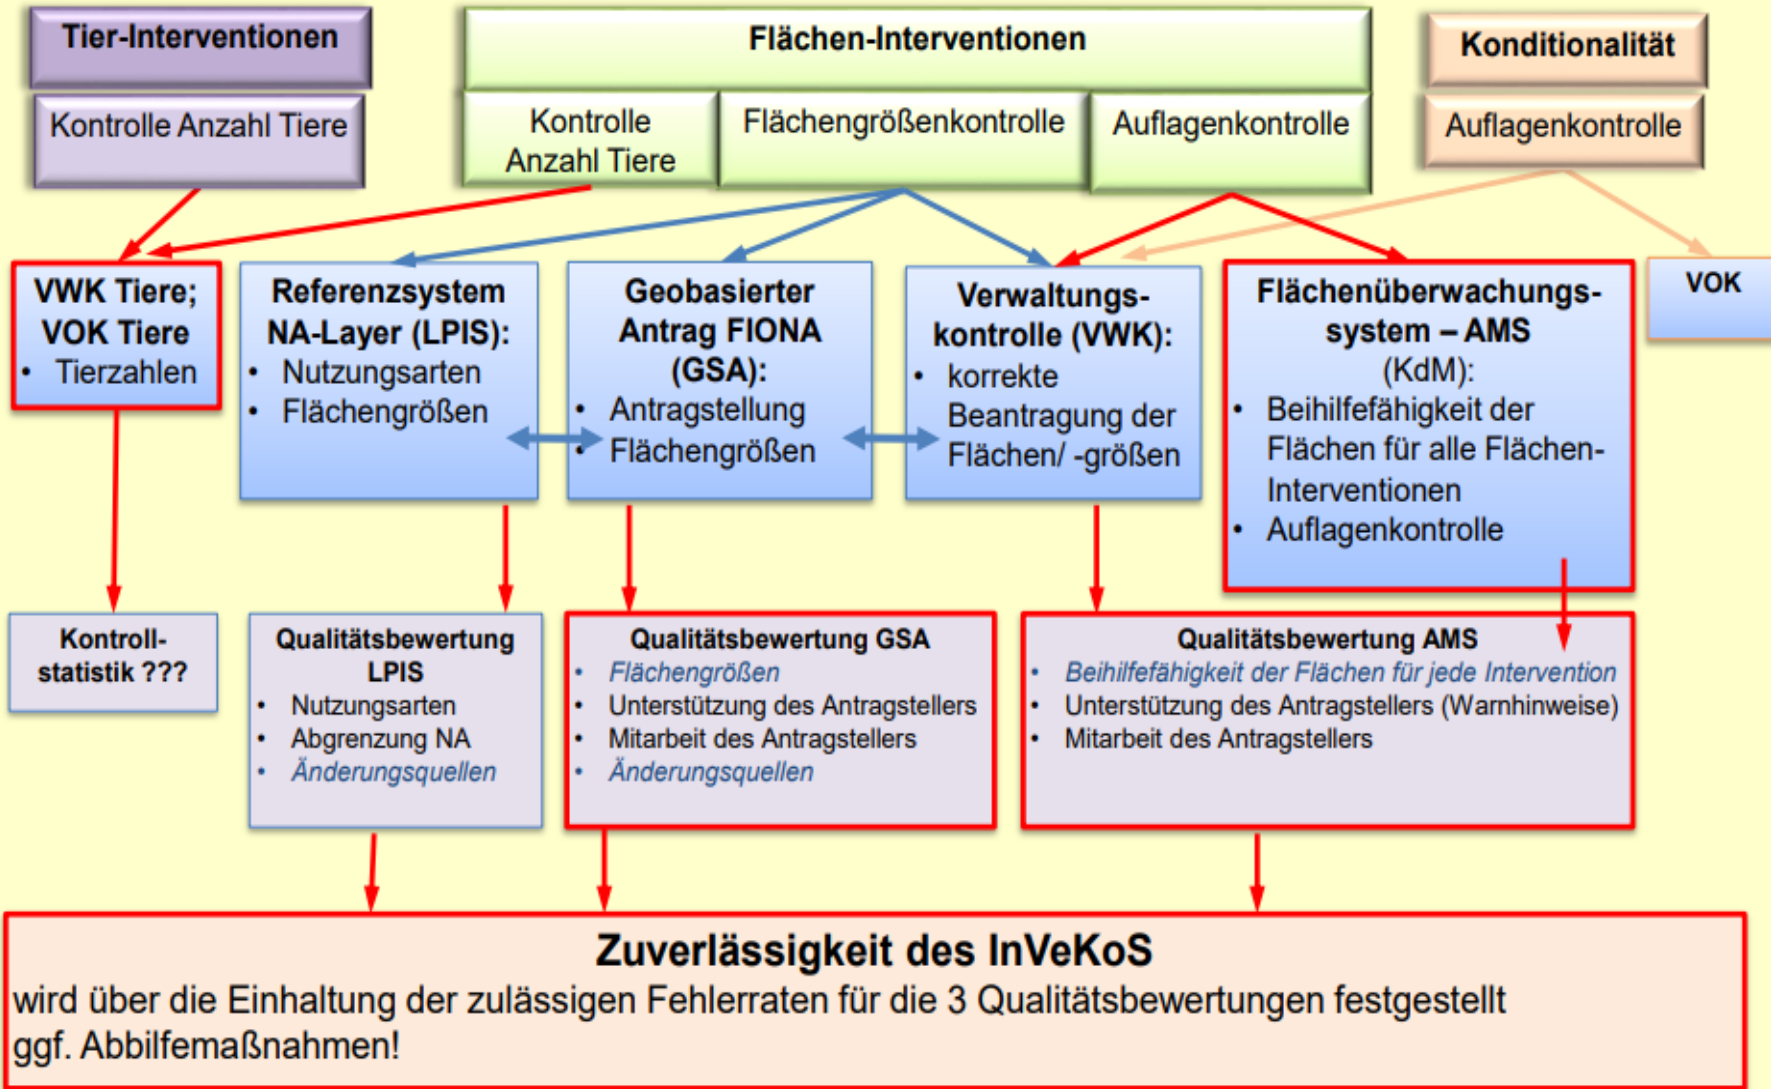 Tier-Interventionen
Kontrolle Anzahl Tiere
Flächen-Interventionen
Kontrolle
Anzahl Tiere
Flächengrößenkontrolle
Auflagenkontrolle
Konditionalität
Auflagenkontrolle
VWK Tiere;
VOK Tiere
• Tierzahlen
Referenzsystem
NA-Layer (LPIS):
• Nutzungsarten
• Flächengrößen
Geobasierter
Antrag FIONA
(GSA):
• Antragstellung
• Flächengrößen
Verwaltungs-
kontrolle (VWK):
• korrekte
Beantragung der
Flächen/ -größen
Flächenüberwachungs-
system – AMS
(KdM):
• Beihilfefähigkeit der
Flächen für alle Flächen-
Interventionen
• Auflagenkontrolle
VOK
Kontroll-
statistik ???
Qualitätsbewertung
LPIS
• Nutzungsarten
• Abgrenzung NA
• Änderungsquellen
Qualitätsbewertung GSA
• Flächengrößen
• Unterstützung des Antragstellers
• Mitarbeit des Antragstellers
• Änderungsquellen
Qualitätsbewertung AMS
• Beihilfefähigkeit der Flächen für jede Intervention
• Unterstützung des Antragstellers (Warnhinweise)
• Mitarbeit des Antragstellers
Zuverlässigkeit des InVeKoS
wird über die Einhaltung der zulässigen Fehlerraten für die 3 Qualitätsbewertungen festgestellt
ggf. Abbilfemaßnahmen!